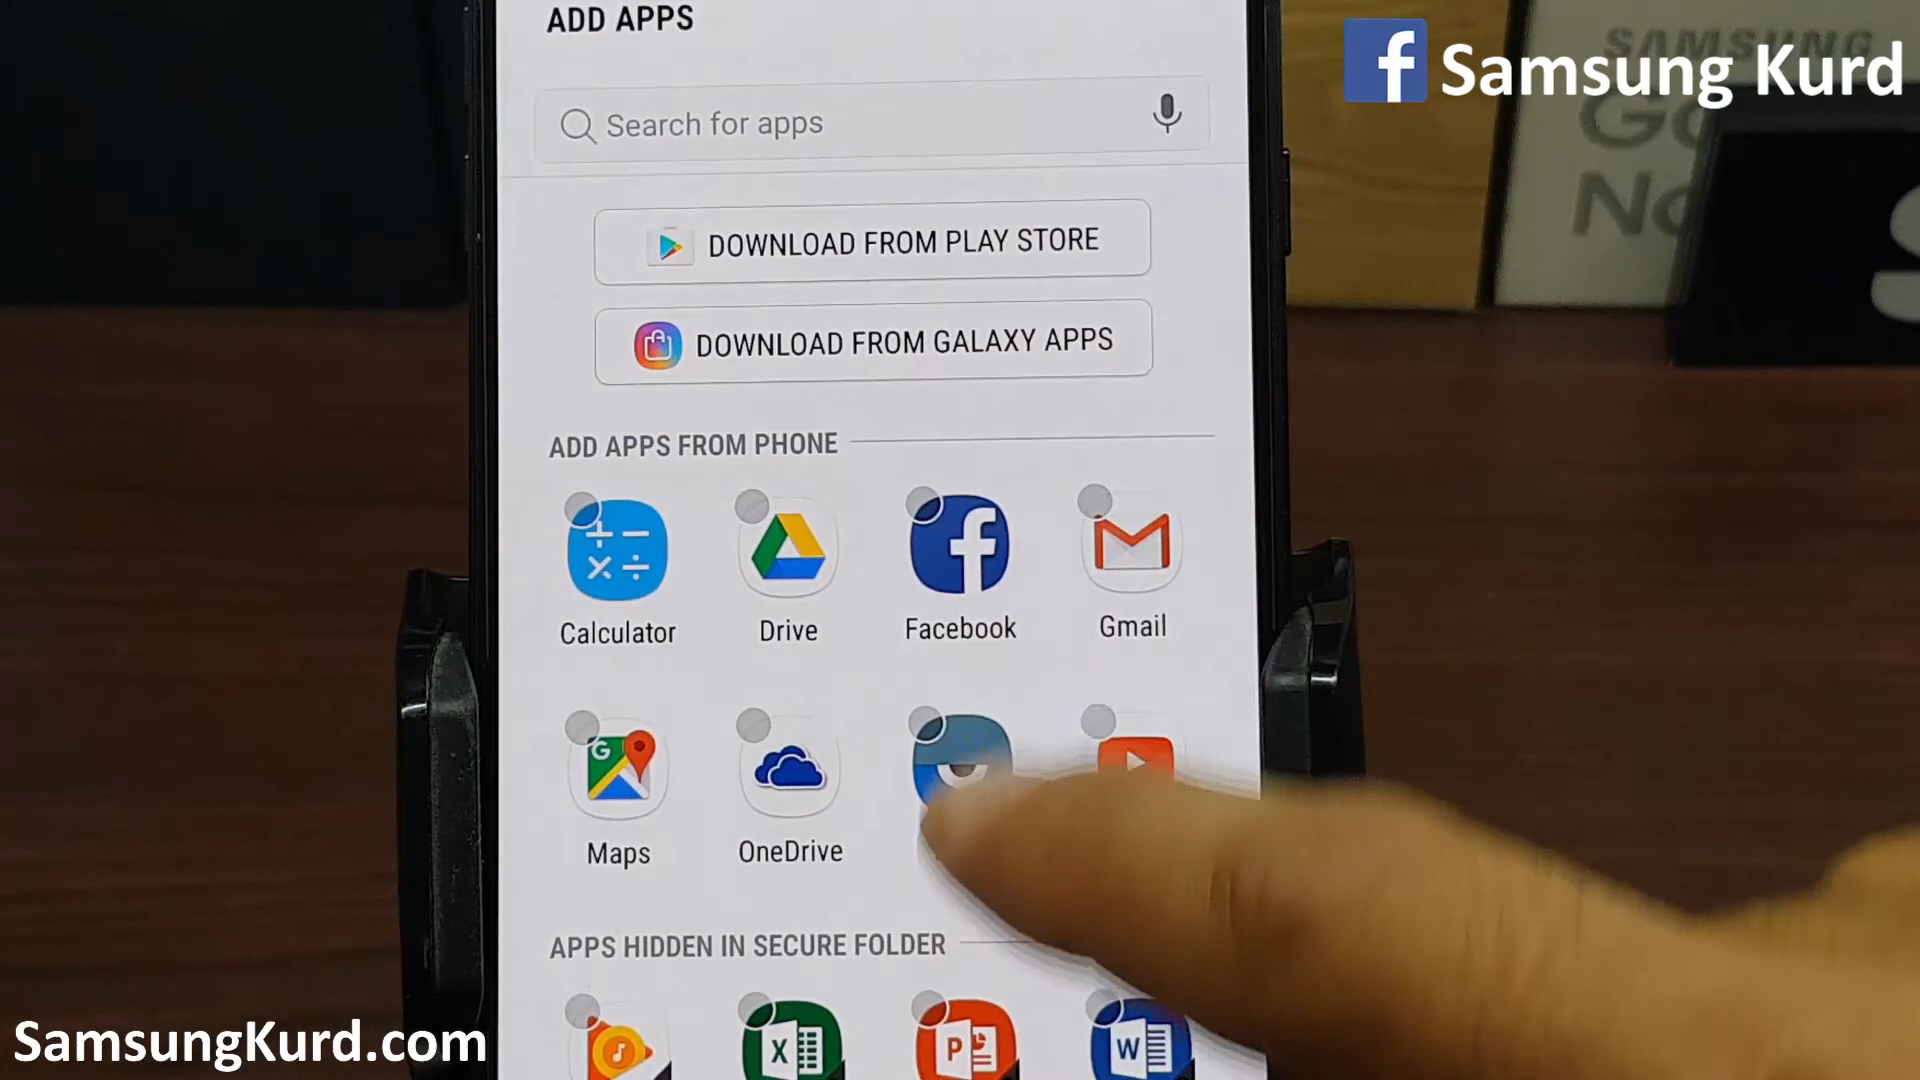 ADD APPS
Samsung Kurd
SAMSUNG
Search for apps
DOWNLOAD FROM PLAY STORE
DOWNLOAD FROM GALAXY APPS
ADD APPS FROM PHONE
Calculator
Drive
Facebook
Gmail
Maps
OneDrive
APPS HIDDEN IN SECURE FOLDER
SamsungKurd.com